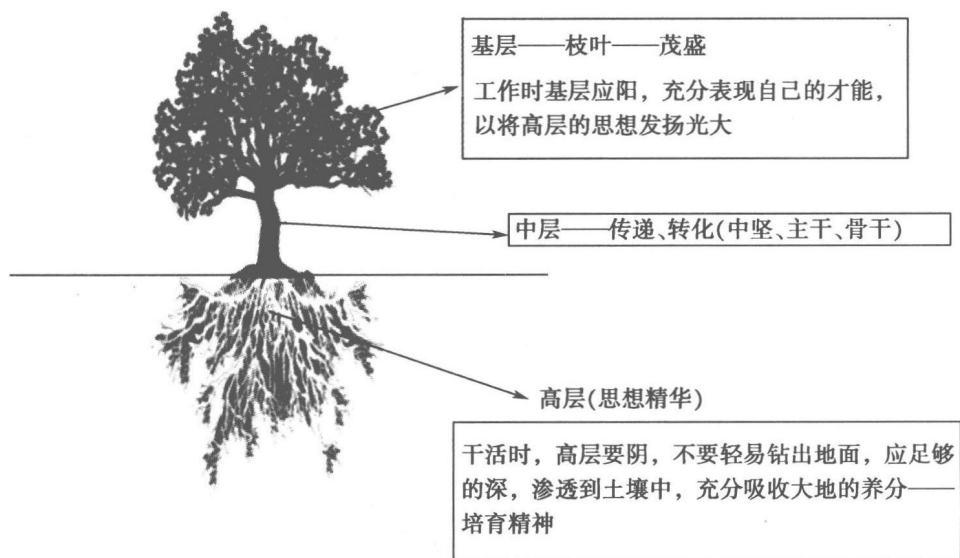 基层——枝叶——茂盛
工作时基层应阳，充分表现自己的才能，
以将高层的思想发扬光大
中层——传递、转化(中坚、主干、骨干)
高层(思想精华)
干活时，高层要阴，不要轻易钻出地面，应足够
的深，渗透到土壤中，充分吸收大地的养分——
培育精神